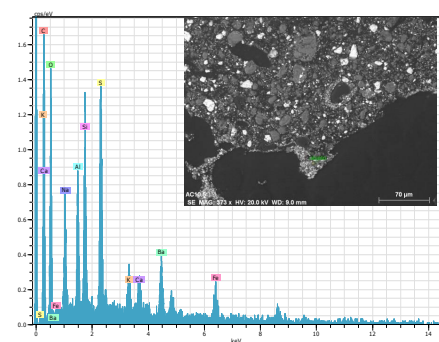 cps/eV
C
1.6
O
S
1.4
1.2
K
Si
1.0
Ca
Al
0.8
Na
0.6
0.4
Ba
K
Ca
Fe
0.2
S
Fe
Ba
0.0
0
2
4
6
8
10
12
14
keV
70 µm
SE MAG: 373 x HV: 20.0 kV WD: 9.0 mm